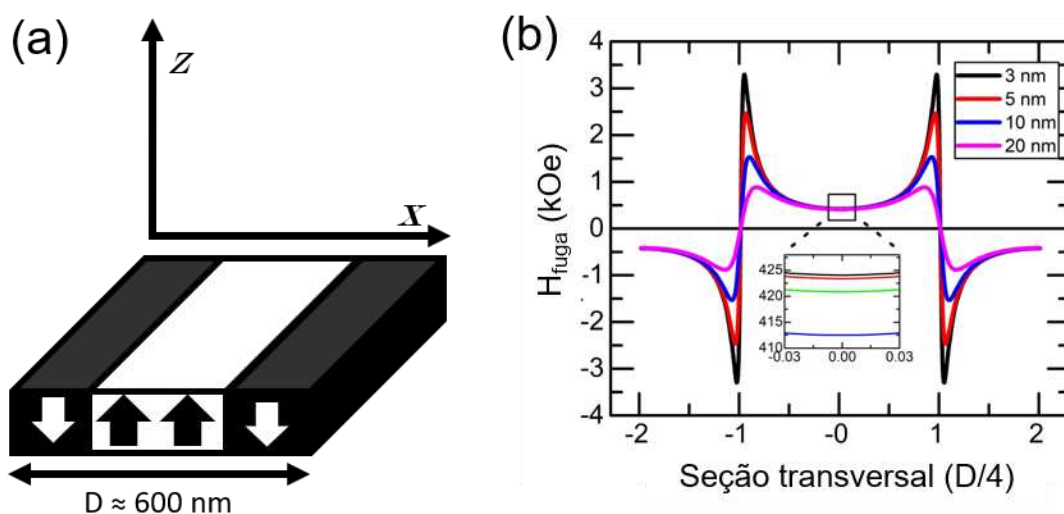 (a)
z
x
D ≈ 600 nm
(b)
4
3
2
1
0
-1
-2
-3
-4
H_fuga (kOe)
3 nm
5 nm
10 nm
20 nm
425
420
415
410
-0.03 0.00 0.03
-2 -1 -0 1 2
Seção transversal (D/4)